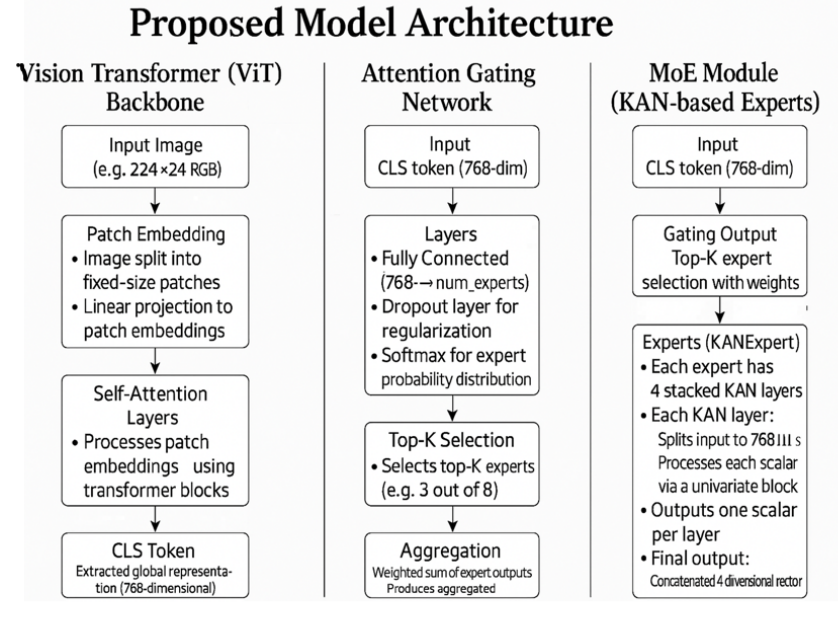 Proposed Model Architecture
Vision Transformer (ViT)
Backbone
Input Image
(e.g. 224×24 RGB)
Patch Embedding
• Image split into
fixed-size patches
• Linear projection to
patch embeddings
Self-Attention
Layers
• Processes patch
embeddings using
transformer blocks
CLS Token
Extracted global representa-
tion (768-dimensional)
Attention Gating
Network
Input
CLS token (768-dim)
Layers
• Fully Connected
(768-→num_experts)
• Dropout layer for
regularization
• Softmax for expert
probability distribution
Top-K Selection
• Selects top-K experts
(e.g. 3 out of 8)
Aggregation
Weighted sum of expert outputs
Produces aggregated
MoE Module
(KAN-based Experts)
Input
CLS token (768-dim)
Gating Output
Top-K expert
selection with weights
Experts (KANExpert)
• Each expert has
4 stacked KAN layers
• Each KAN layer:
Splits input to 768
Processes each scalar
via a univariate block
• Outputs one scalar
per layer
• Final output:
Concatenated 4 divensional rector